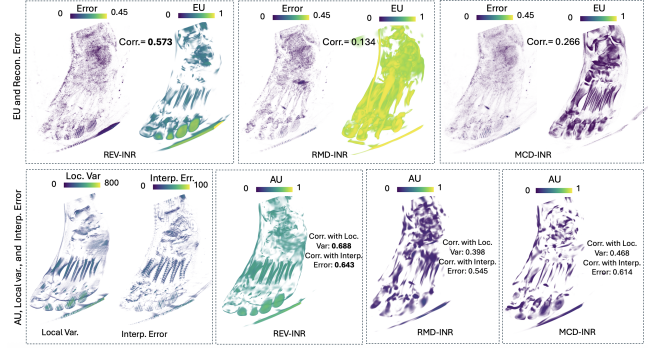 EU and Recon. Error
Error
0 0.45
EU
0 1
Corr.= 0.573
REV-INR
Error
0 0.45
EU
0 1
Corr.= 0.134
RMD-INR
Error
0 0.45
EU
0 1
Corr.= 0.266
MCD-INR
AU, Local var., and Interp. Error
Loc. Var
0 800
Interp. Err.
0 100
Local Var.
Interp. Error
AU
0 1
Corr. with Loc.
Var: 0.688
Corr. with Interp.
Error: 0.643
REV-INR
AU
0 1
Corr. with Loc.
Var: 0.398
Corr. with Interp.
Error: 0.545
RMD-INR
AU
0 1
Corr. with Loc.
Var: 0.468
Corr. with Interp.
Error: 0.614
MCD-INR